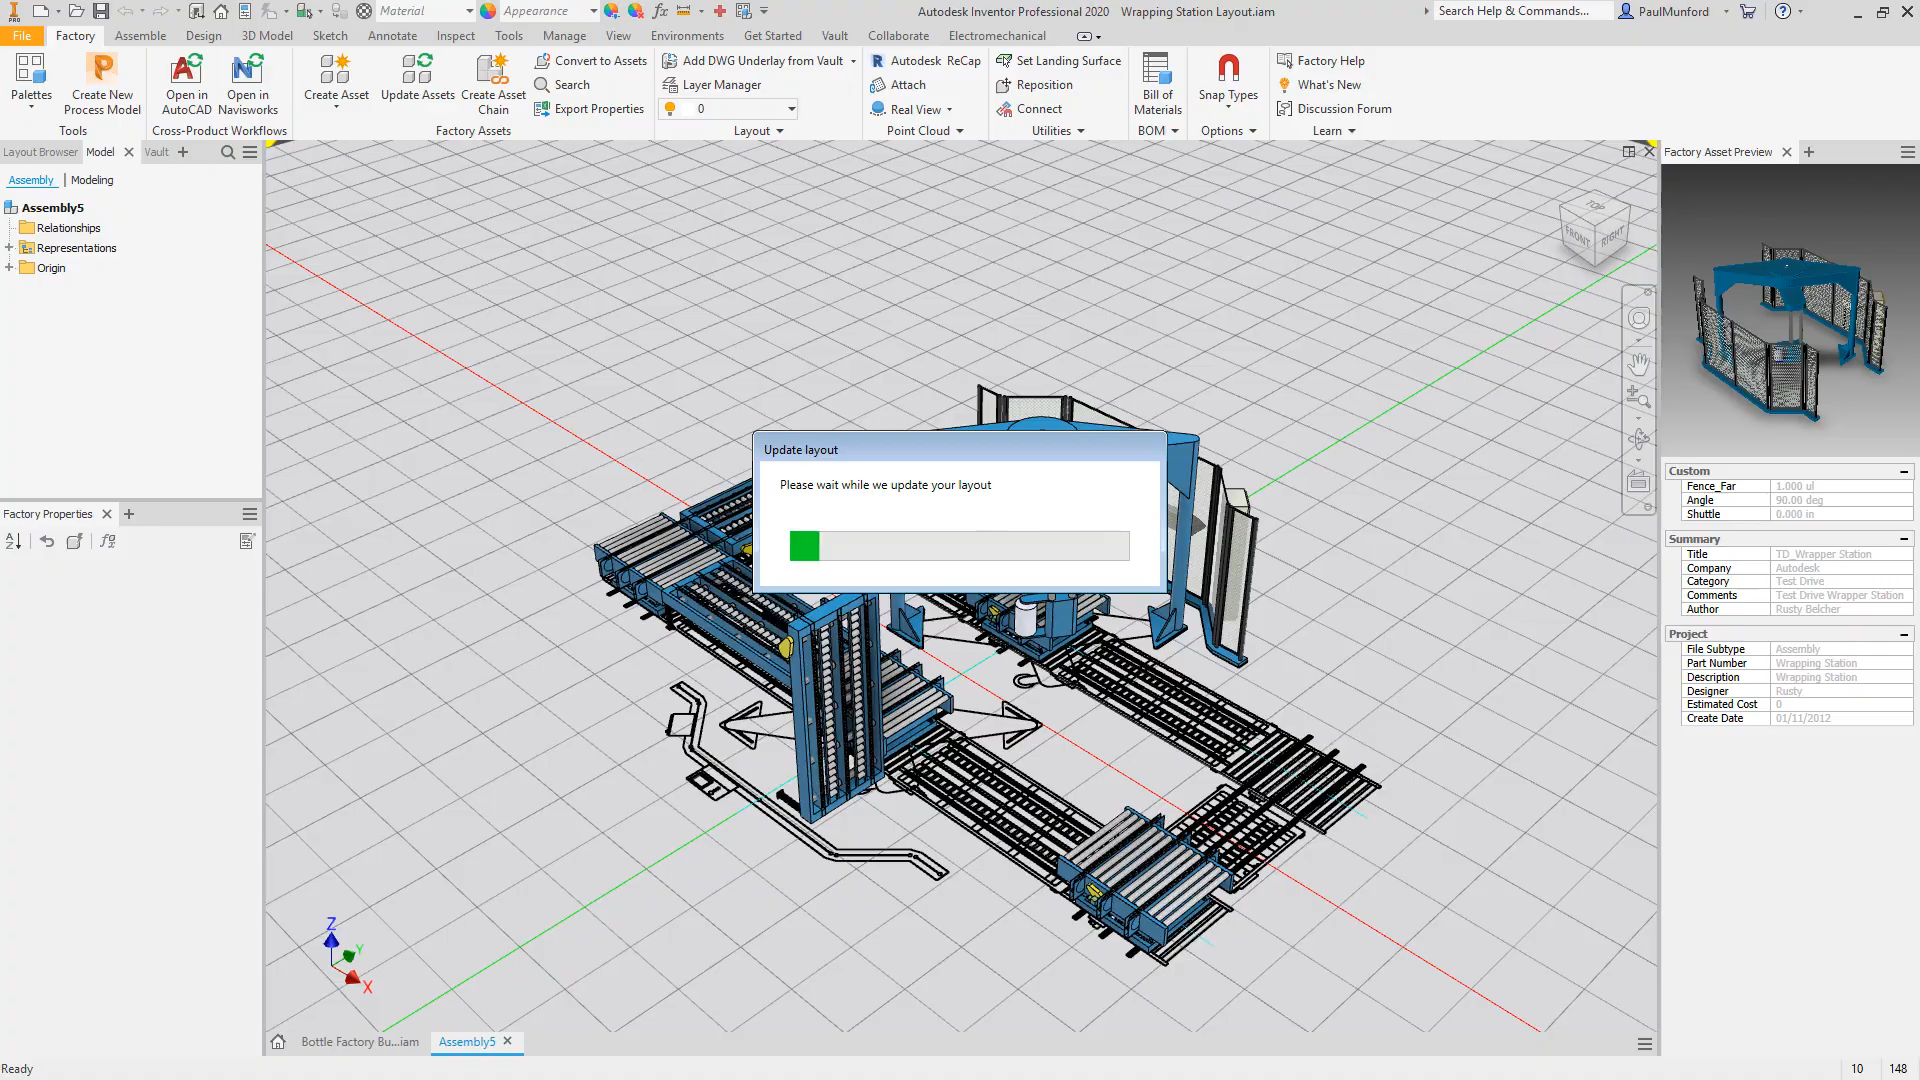 PRO
Material
Appearance
Autodesk Inventor Professional 2020 Wrapping Station Layout.iam
Search Help & Commands...
PaulMunford
File
Factory
Assemble
Design
3D Model
Sketch
Annotate
Inspect
Tools
Manage
View
Environments
Get Started
Vault
Collaborate
Electromechanical
Palettes
Create New
Process Model
Tools
Open in
AutoCAD
Open in
Navisworks
Cross-Product Workflows
Create Asset
Update Assets
Create Asset
Chain
Convert to Assets
Search
Export Properties
Factory Assets
Add DWG Underlay from Vault
Layer Manager
0
Layout
Autodesk ReCap
Attach
Real View
Point Cloud
Set Landing Surface
Reposition
Connect
Utilities
Bill of
Materials
BOM
Snap Types
Options
Factory Help
What's New
Discussion Forum
Learn
Layout Browser
Model
Vault
Assembly
Modeling
Assembly5
Relationships
Representations
Origin
Factory Properties
TOP
FRONT
RIGHT
Update layout
Please wait while we update your layout
Z
Y
X
Factory Asset Preview
Custom
Fence_Far 1.000 ul
Angle 90.00 deg
Shuttle 0.000 in
Summary
Title TD_Wrapper Station
Company Autodesk
Category Test Drive
Comments Test Drive Wrapper Station
Author Rusty Belcher
Project
File Subtype Assembly
Part Number Wrapping Station
Description Wrapping Station
Designer Rusty
Estimated Cost 0
Create Date 01/11/2012
Bottle Factory Bu...iam
Assembly5
Ready
10
148